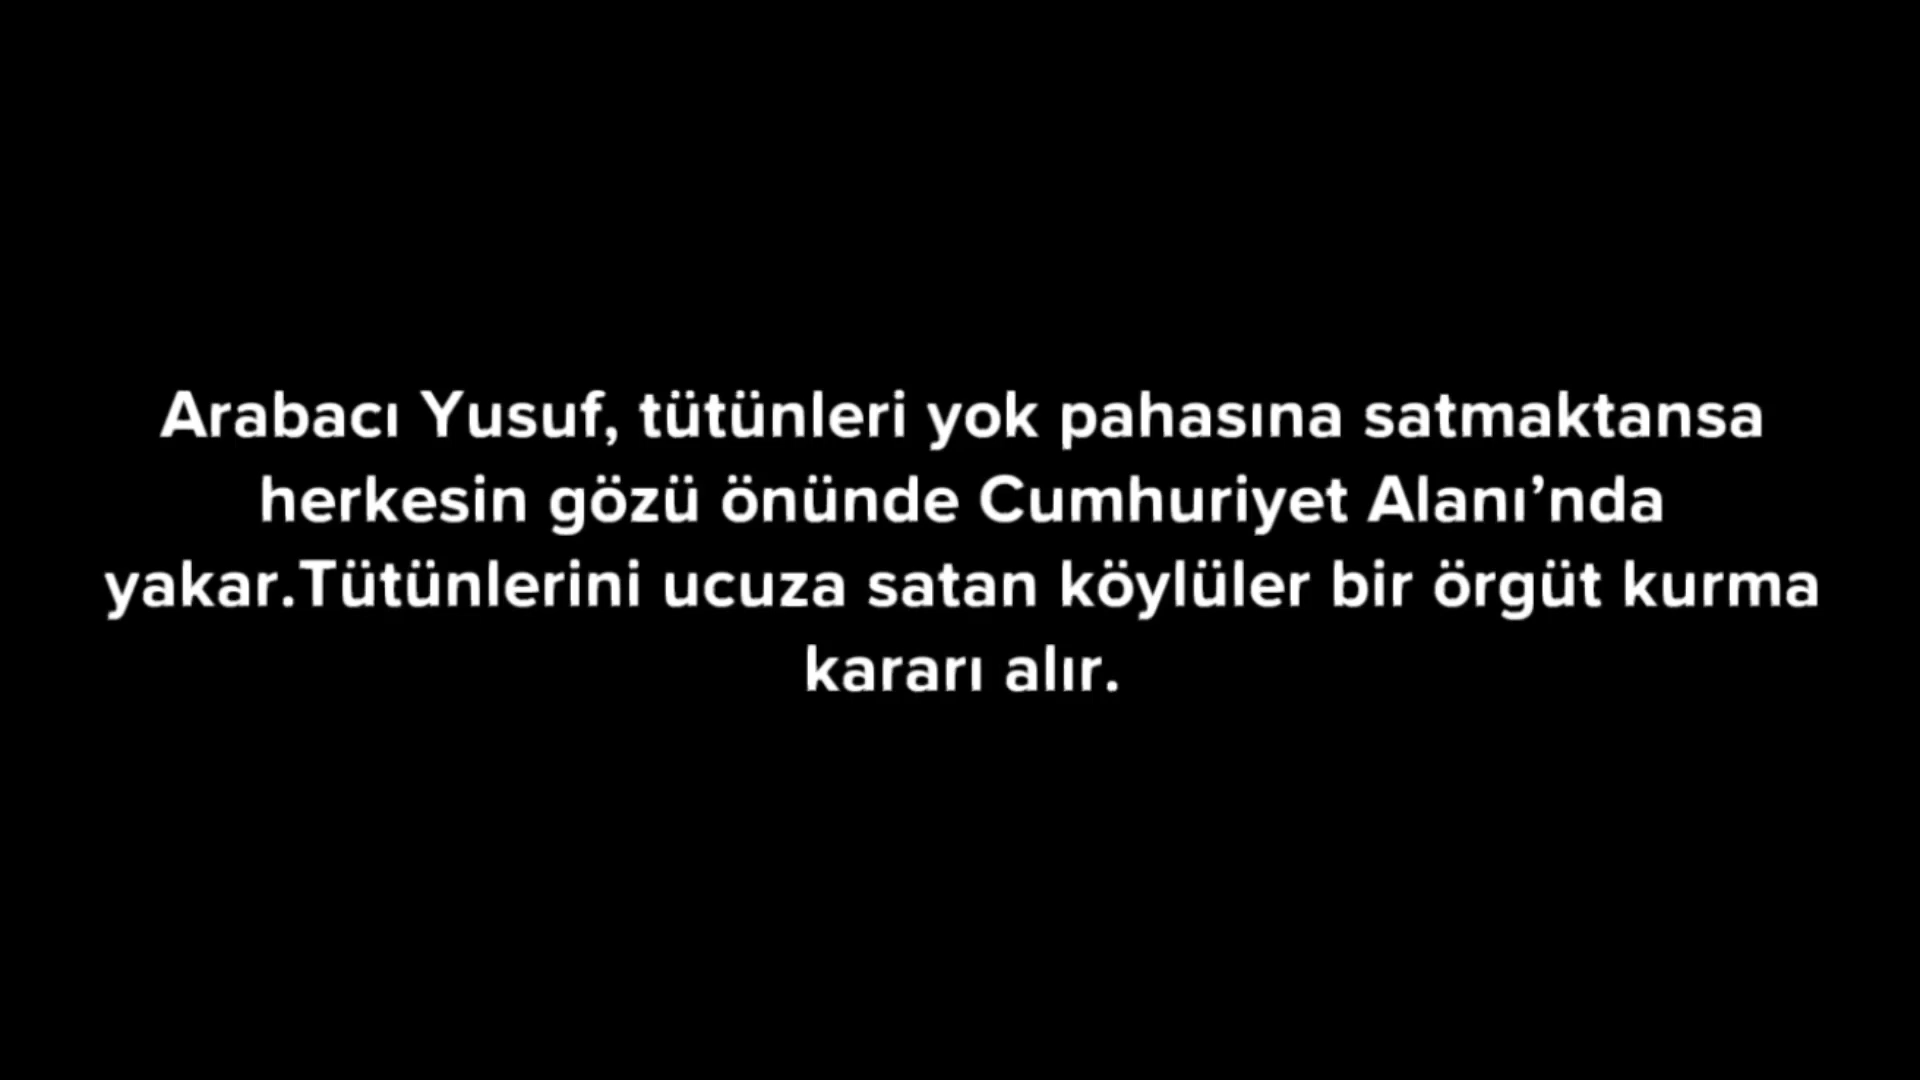 Arabacı Yusuf, tütünleri yok pahasına satmaktansa
herkesin gözü önünde Cumhuriyet Alanı’nda
yakar.Tütünlerini ucuza satan köylüler bir örgüt kurma
kararı alır.